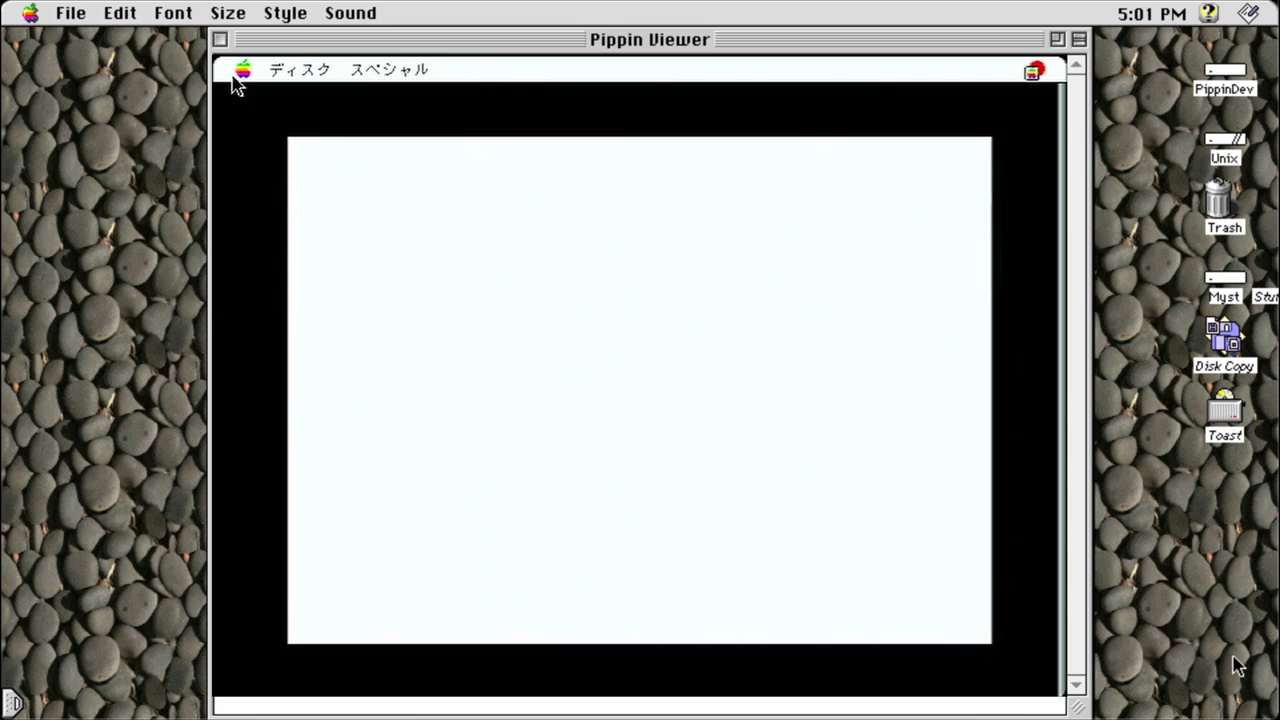 File Edit Font Size Style Sound 5:01 PM
Pippin Viewer
ディスク スペシャル
PippinDev
Unix
Trash
Myst
Disk Copy
Toast